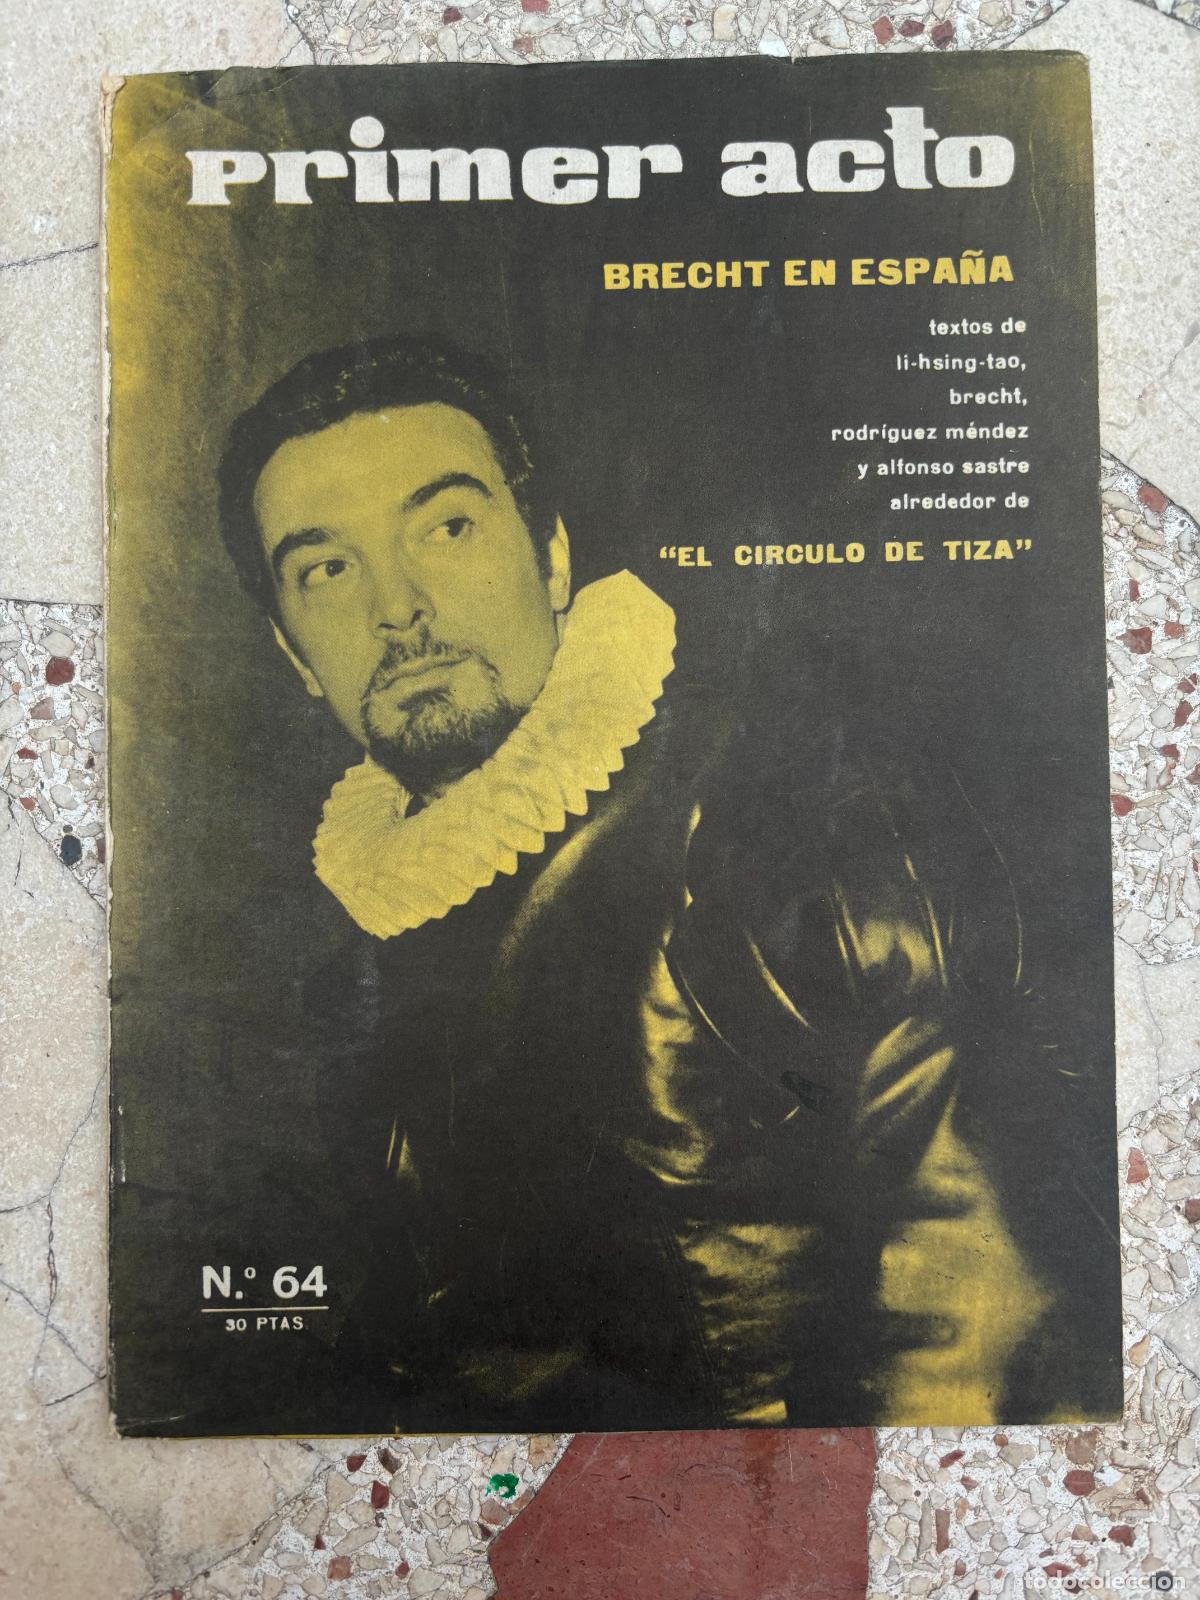 Primer acto
BRECHT EN ESPAÑA
textos de
li-hsing-tao,
brecht,
rodríguez méndez
y alfonso sastre
alrededor de
"EL CIRCULO DE TIZA"
N.º 64
30 PTAS.
todocoleccion